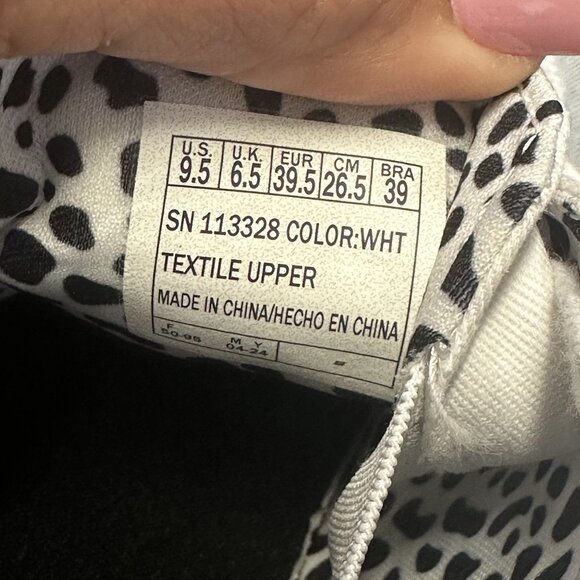 U.S. U.K EUR CM BRA
9.5 6.5 39.5 26.5 39
SN 113328 COLOR:WHT
TEXTILE UPPER
MADE IN CHINA/HECHO EN CHINA
F M Y
04-24